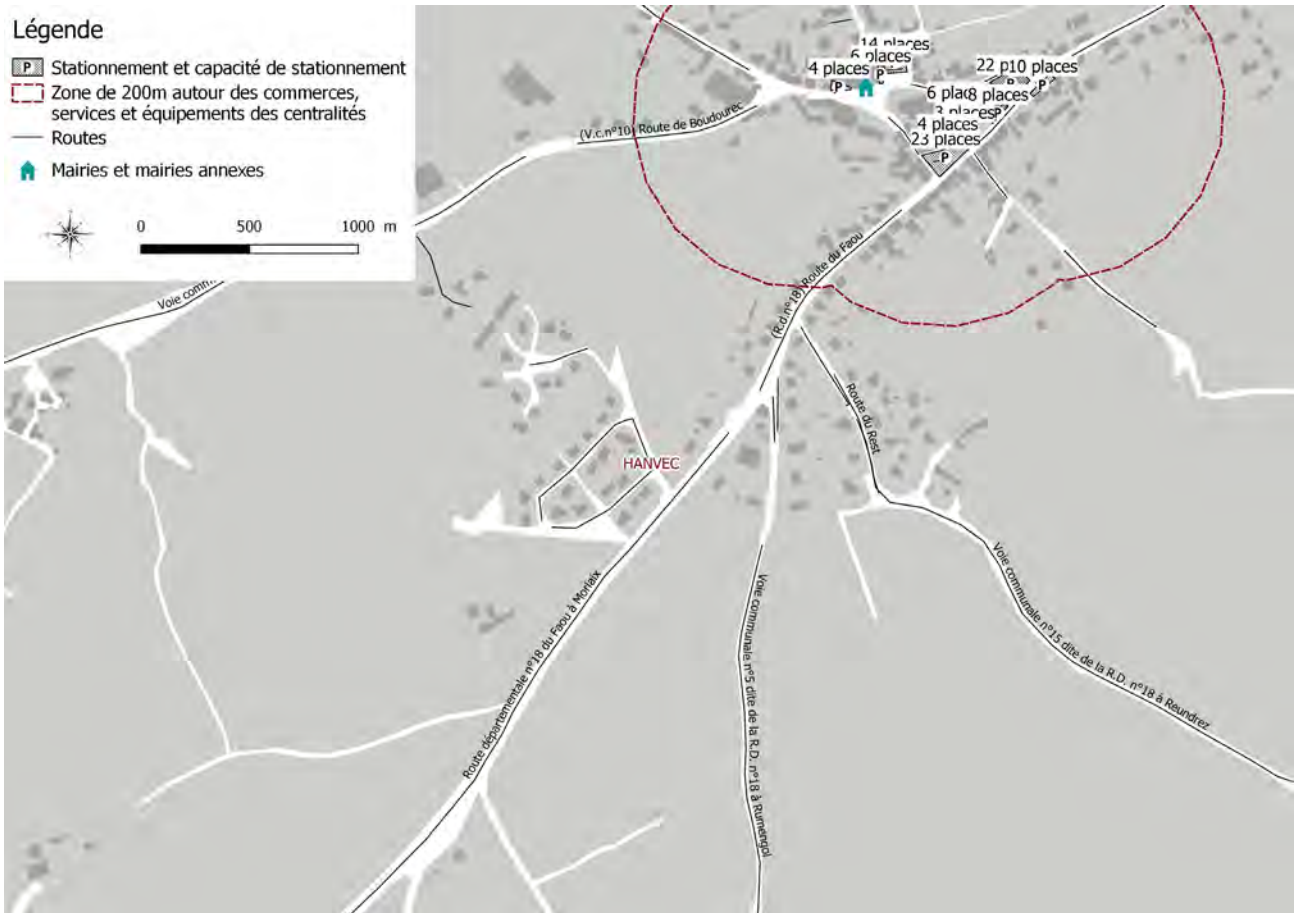 Légende
P Stationnement et capacité de stationnement
Zone de 200m autour des commerces,
services et équipements des centralités
Routes
Mairies et mairies annexes
0 500 1000 m
14 places
6 places
4 places
P
P
22 p
10 places
P
P
6 plac
8 places
3 places
P
4 places
23 places
P
(V.c.n°10) Route de Boudourec
Voie comm
(R.d.n°18) Route du Faou
Route du Rest
HANVEC
Route départementale n°18 du Faou à Morlaix
Voie communale n°5 dite de la R.D. n°18 à Rumengol
Voie communale n°15 dite de la R.D. n°18 à Reundrez